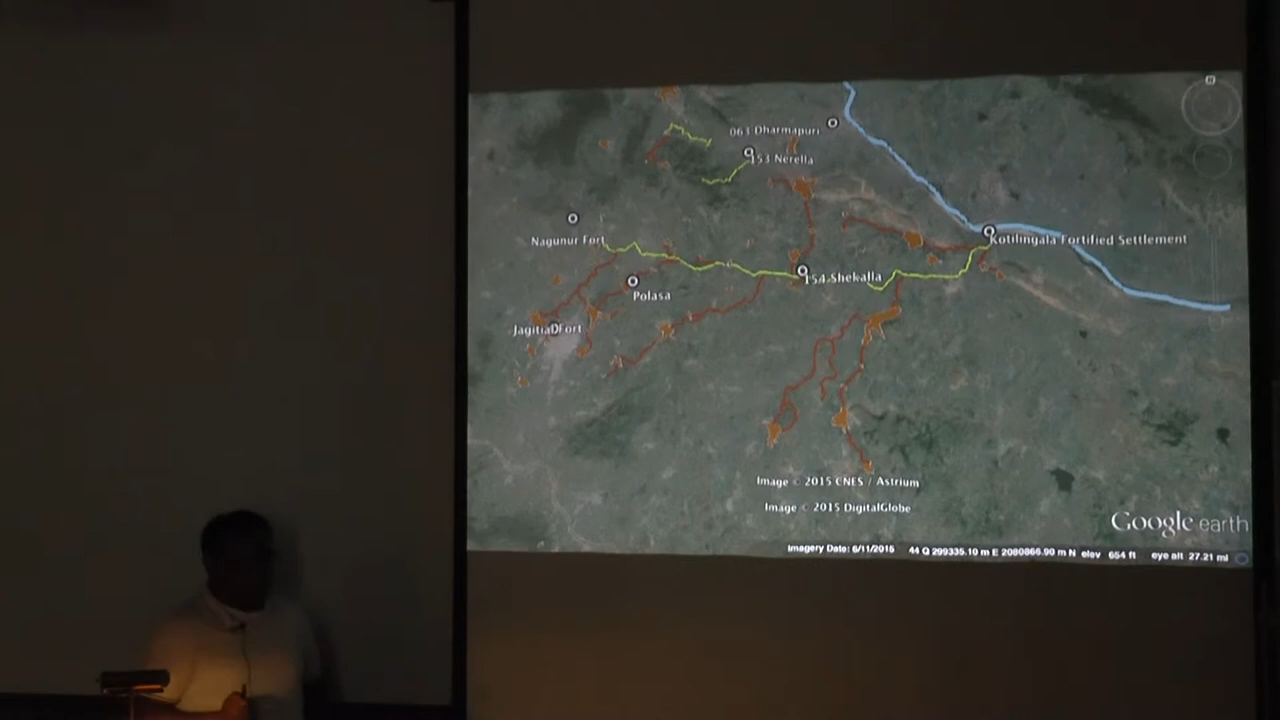 063 Dharmapuri
153 Nerella
Nagunur Fort
Kotilingala Fortified Settlement
154 Shekalla
Polasa
Jagitial Fort
Image © 2015 CNES / Astrium
Image © 2015 DigitalGlobe
Google earth
Imagery Date: 6/11/2015 44 Q 299335.10 m E 2080866.90 m N elev 654 ft eye alt 27.21 mi